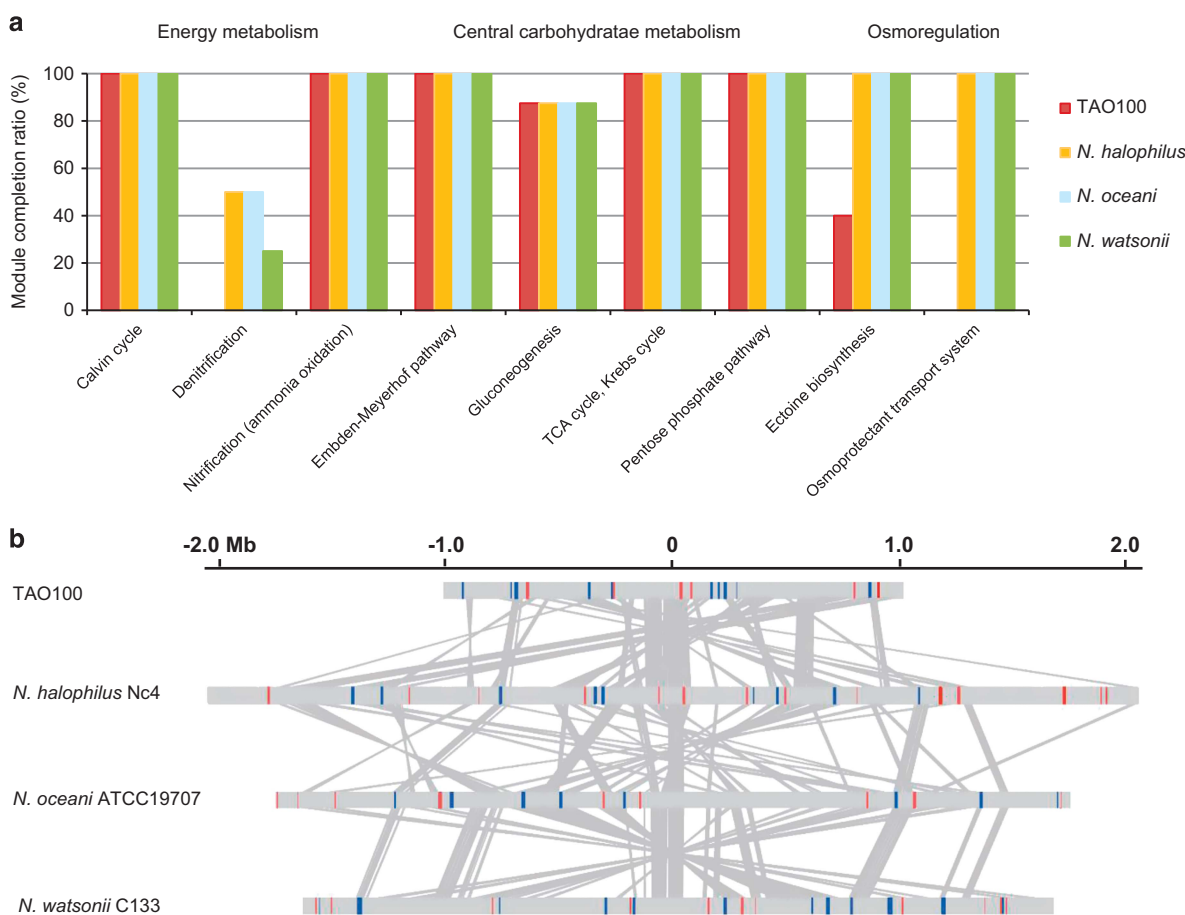 a
Energy metabolism
Central carbohydratae metabolism
Osmoregulation
Module completion ratio (%)
100
80
60
40
20
0
Calvin cycle
Denitrification
Nitrification (ammonia oxidation)
Embden-Meyerhof pathway
Gluconeogenesis
TCA cycle, Krebs cycle
Pentose phosphate pathway
Ectoine biosynthesis
Osmoprotectant transport system
TAO100
N. halophilus
N. oceani
N. watsonii
b
-2.0 Mb
-1.0
0
1.0
2.0
TAO100
N. halophilus Nc4
N. oceani ATCC19707
N. watsonii C133